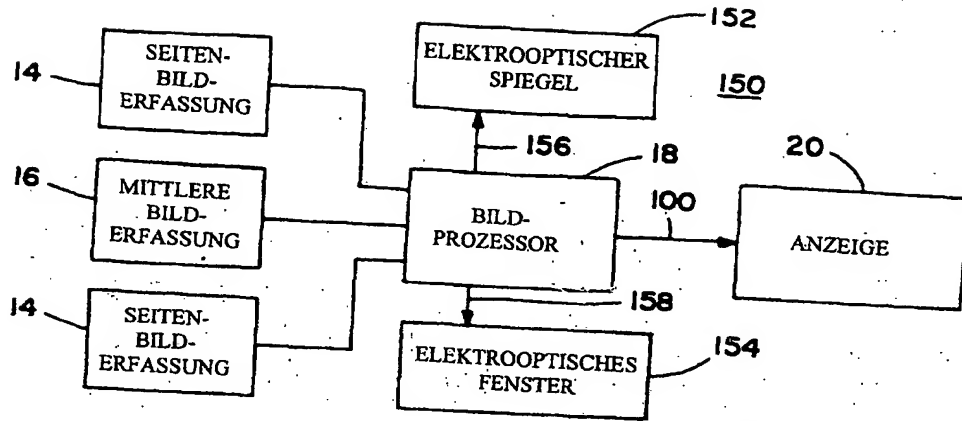 152
14
SEITEN-
BILD-
ERFASSUNG
ELEKTROOPTISCHER
SPIEGEL
150
156
18
20
16
MITTLERE
BILD-
ERFASSUNG
BILD-
PROZESSOR
100
ANZEIGE
14
SEITEN-
BILD-
ERFASSUNG
158
ELEKTROOPTISCHES
FENSTER
154